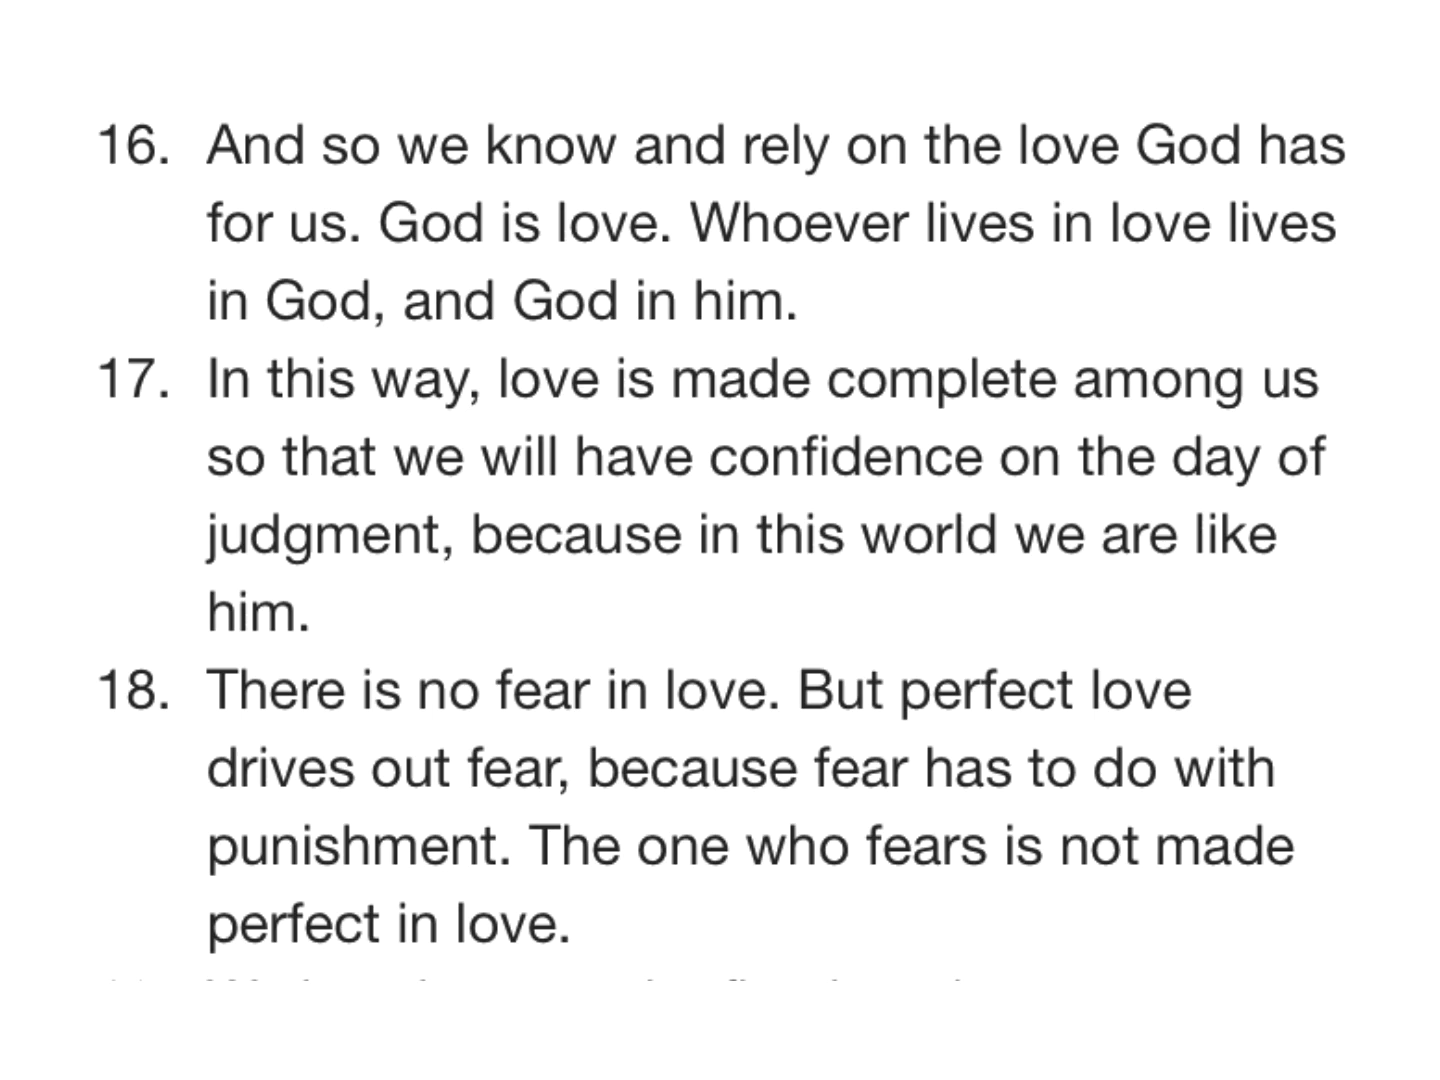 16. And so we know and rely on the love God has
for us. God is love. Whoever lives in love lives
in God, and God in him.
17. In this way, love is made complete among us
so that we will have confidence on the day of
judgment, because in this world we are like
him.
18. There is no fear in love. But perfect love
drives out fear, because fear has to do with
punishment. The one who fears is not made
perfect in love.